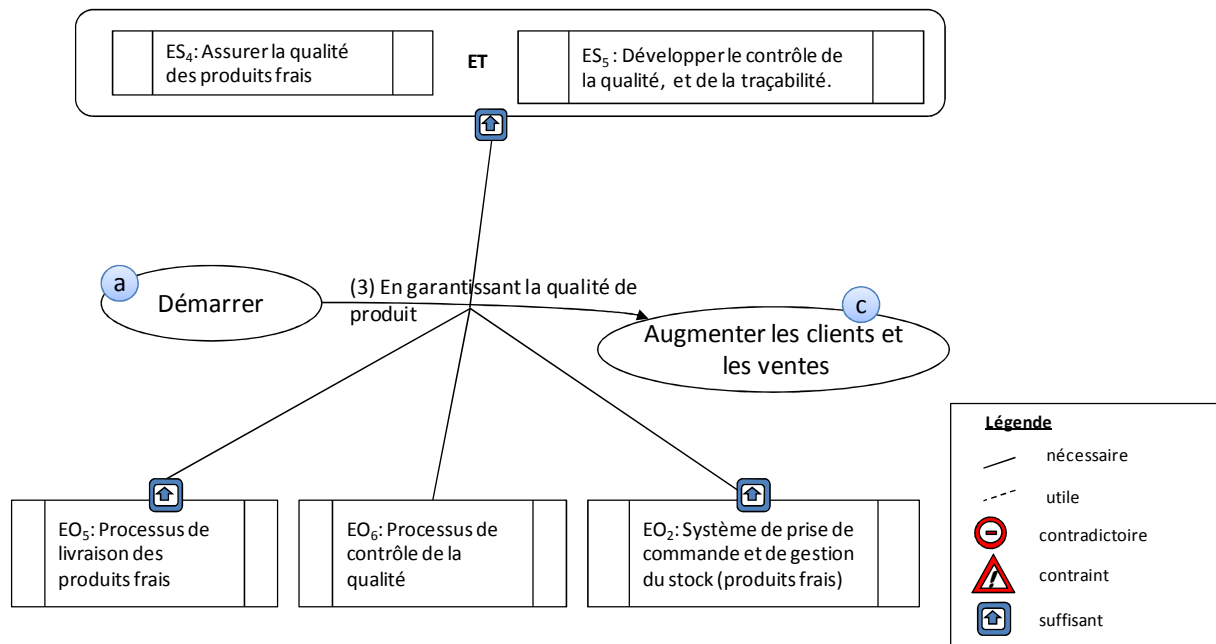 ES4: Assurer la qualité
des produits frais
ET
ES5 : Développer le contrôle de
la qualité, et de la traçabilité.
a
Démarrer
(3) En garantissant la qualité de
produit
c
Augmenter les clients et
les ventes
EO5: Processus de
livraison des
produits frais
EO6: Processus de
contrôle de la
qualité
EO2: Système de prise de
commande et de gestion
du stock (produits frais)
Légende
nécessaire
utile
contradictoire
contraint
suffisant